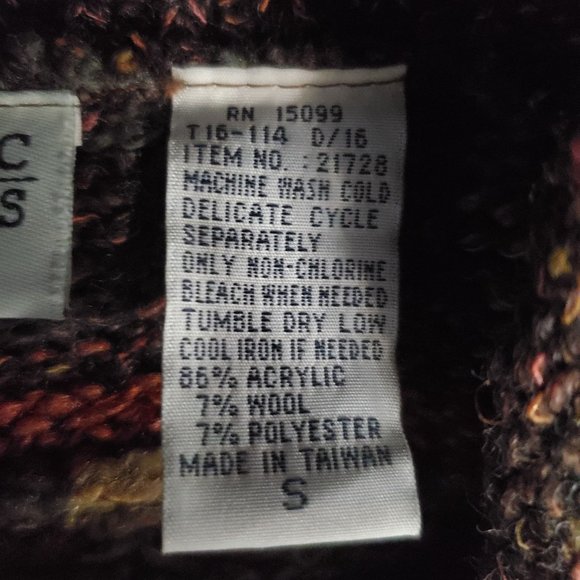 C
S
RN 15099
T16-114 D/16
ITEM NO. : 21728
MACHINE WASH COLD
DELICATE CYCLE
SEPARATELY
ONLY NON-CHLORINE
BLEACH WHEN NEEDED
TUMBLE DRY LOW
COOL IRON IF NEEDED
86% ACRYLIC
7% WOOL
7% POLYESTER
MADE IN TAIWAN
S